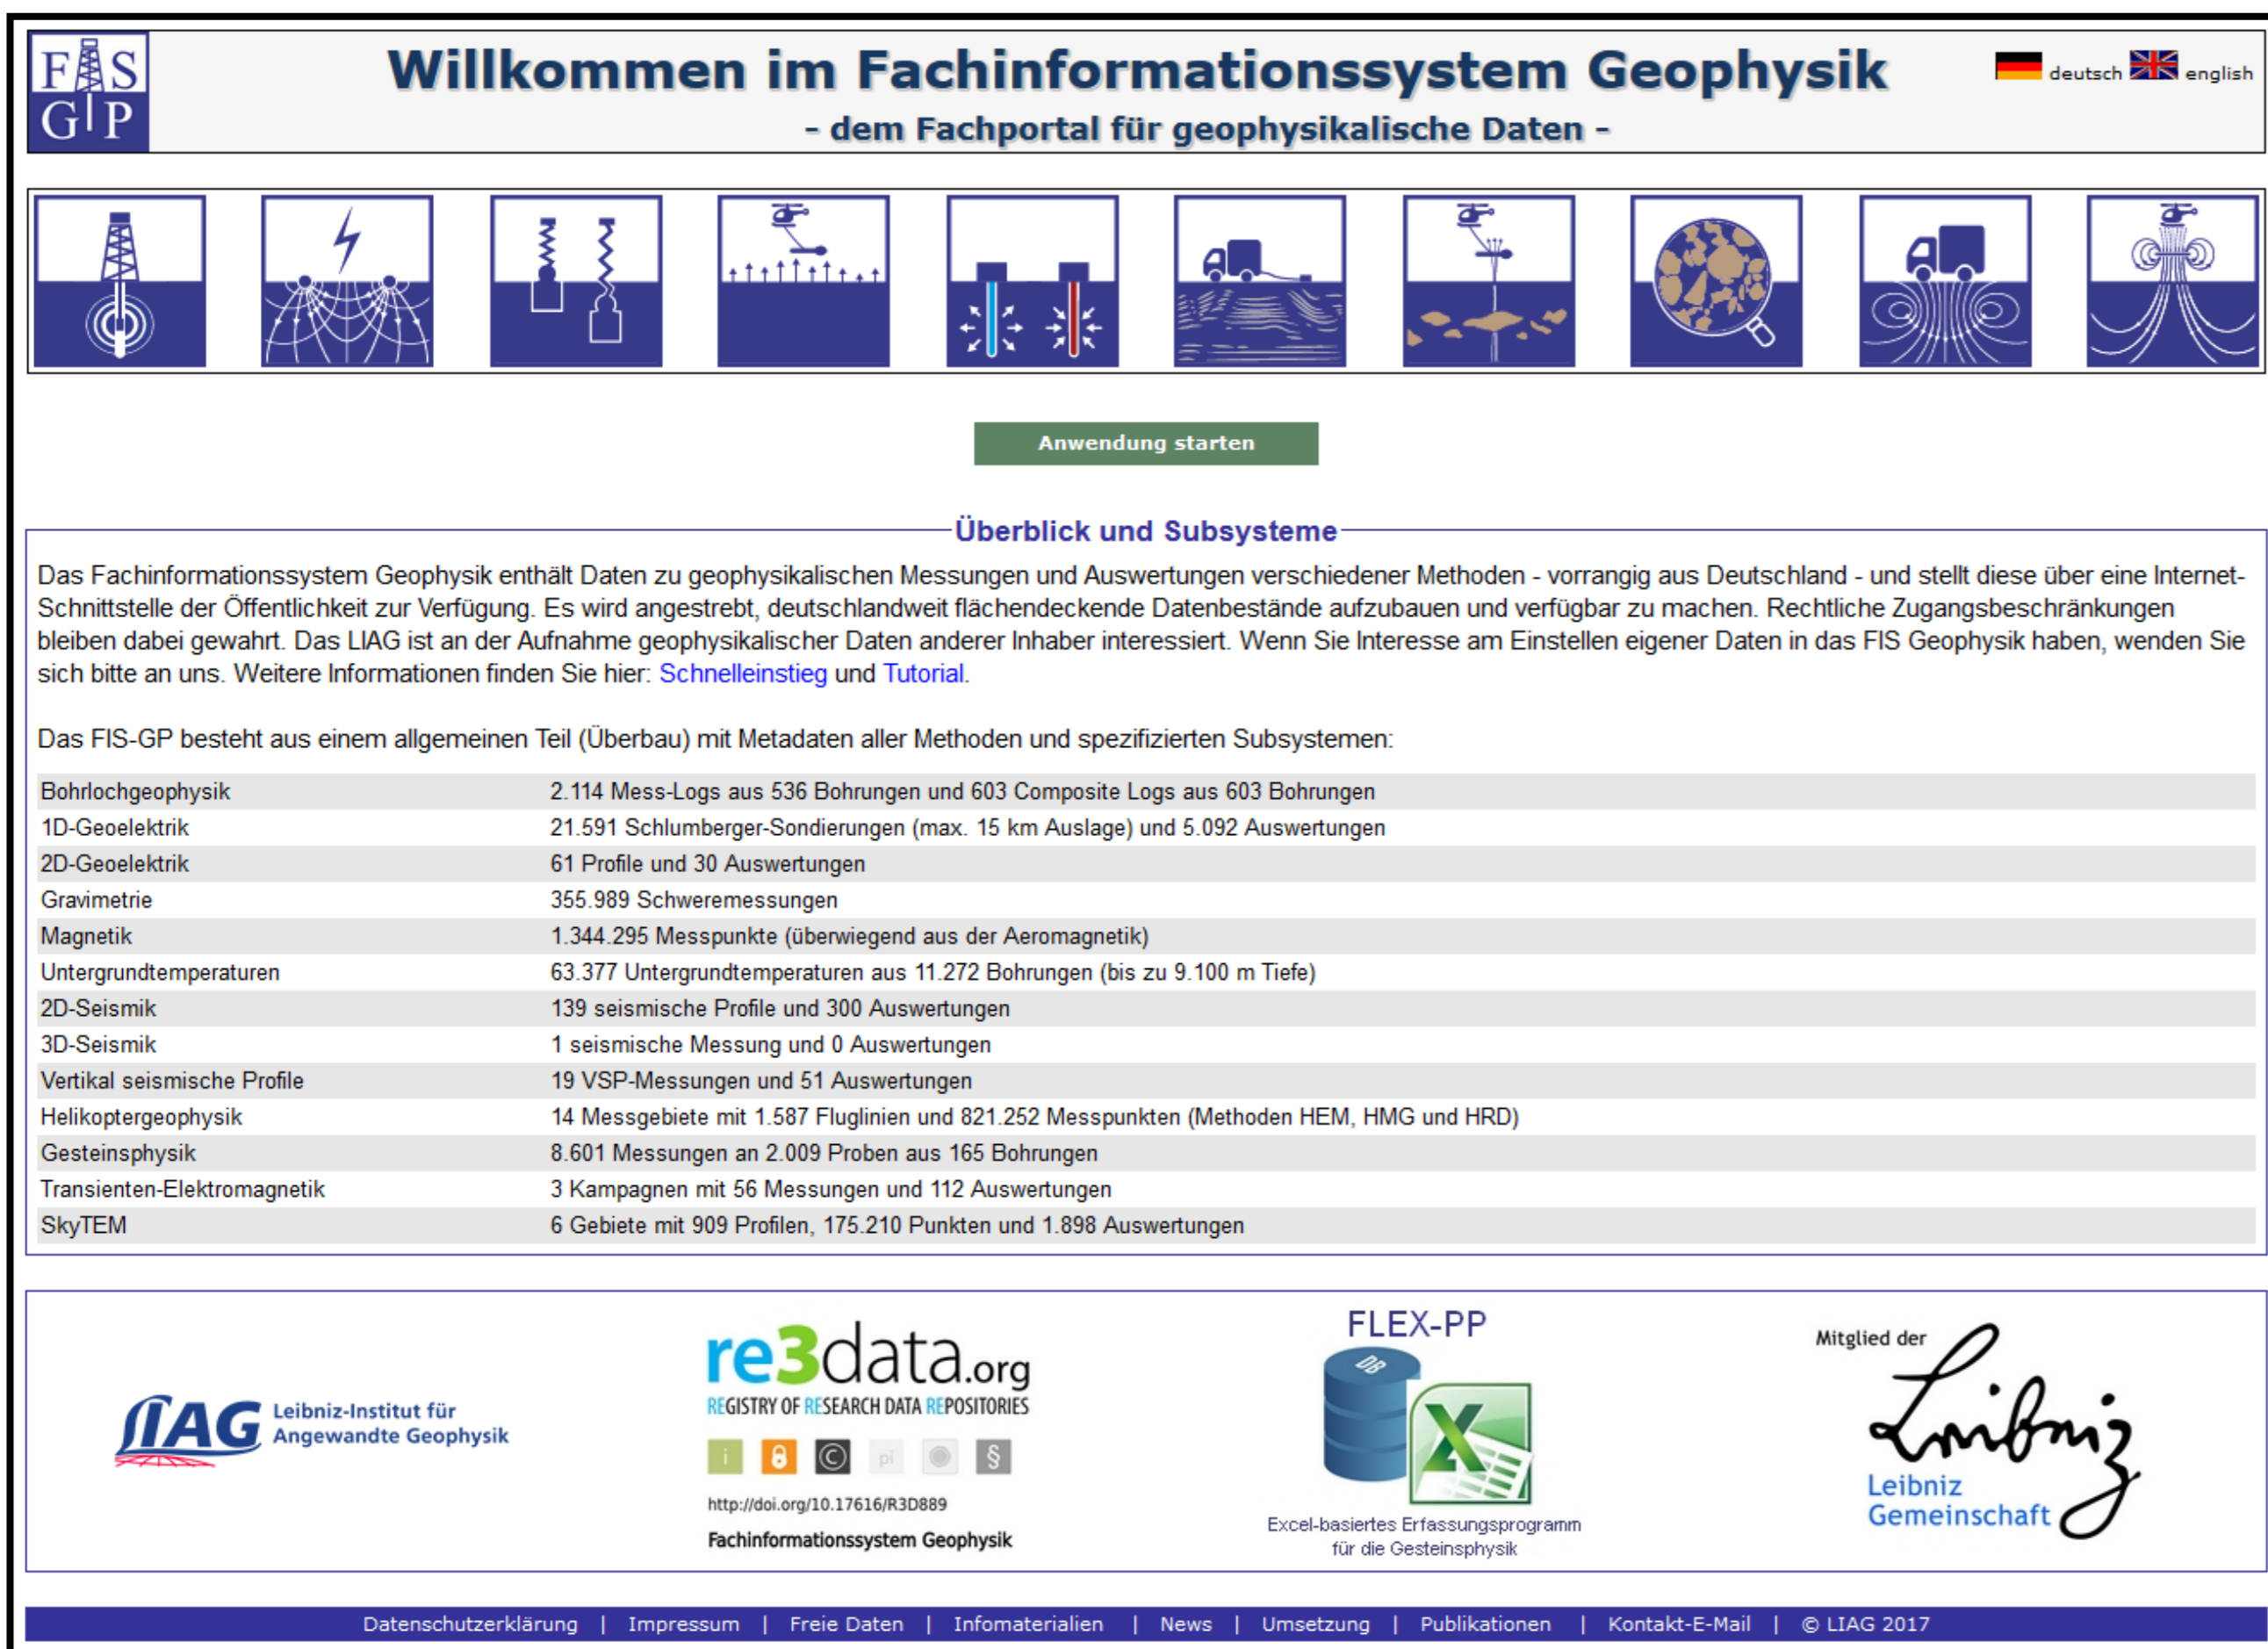 FIS
GP
Willkommen im Fachinformationssystem Geophysik
deutsch english
- dem Fachportal für geophysikalische Daten -
Anwendung starten
Überblick und Subsysteme
Das Fachinformationssystem Geophysik enthält Daten zu geophysikalischen Messungen und Auswertungen verschiedener Methoden - vorrangig aus Deutschland - und stellt diese über eine Internet-
Schnittstelle der Öffentlichkeit zur Verfügung. Es wird angestrebt, deutschlandweit flächendeckende Datenbestände aufzubauen und verfügbar zu machen. Rechtliche Zugangsbeschränkungen
bleiben dabei gewahrt. Das LIAG ist an der Aufnahme geophysikalischer Daten anderer Inhaber interessiert. Wenn Sie Interesse am Einstellen eigener Daten in das FIS Geophysik haben, wenden Sie
sich bitte an uns. Weitere Informationen finden Sie hier: Schnelleinstieg und Tutorial.
Das FIS-GP besteht aus einem allgemeinen Teil (Überbau) mit Metadaten aller Methoden und spezifizierten Subsystemen:
Bohrlochgeophysik 2.114 Mess-Logs aus 536 Bohrungen und 603 Composite Logs aus 603 Bohrungen
1D-Geoelektrik 21.591 Schlumberger-Sondierungen (max. 15 km Auslage) und 5.092 Auswertungen
2D-Geoelektrik 61 Profile und 30 Auswertungen
Gravimetrie 355.989 Schweremessungen
Magnetik 1.344.295 Messpunkte (überwiegend aus der Aeromagnetik)
Untergrundtemperaturen 63.377 Untergrundtemperaturen aus 11.272 Bohrungen (bis zu 9.100 m Tiefe)
2D-Seismik 139 seismische Profile und 300 Auswertungen
3D-Seismik 1 seismische Messung und 0 Auswertungen
Vertikal seismische Profile 19 VSP-Messungen und 51 Auswertungen
Helikoptergeophysik 14 Messgebiete mit 1.587 Fluglinien und 821.252 Messpunkten (Methoden HEM, HMG und HRD)
Gesteinsphysik 8.601 Messungen an 2.009 Proben aus 165 Bohrungen
Transienten-Elektromagnetik 3 Kampagnen mit 56 Messungen und 112 Auswertungen
SkyTEM 6 Gebiete mit 909 Profilen, 175.210 Punkten und 1.898 Auswertungen
LIAG Leibniz-Institut für
Angewandte Geophysik
re3data.org
REGISTRY OF RESEARCH DATA REPOSITORIES
i © pi §
http://doi.org/10.17616/R3D889
Fachinformationssystem Geophysik
FLEX-PP
DB
X
Excel-basiertes Erfassungsprogramm
für die Gesteinsphysik
Mitglied der
Leibniz
Leibniz
Gemeinschaft
Datenschutzerklärung | Impressum | Freie Daten | Infomaterialien | News | Umsetzung | Publikationen | Kontakt-E-Mail | © LIAG 2017